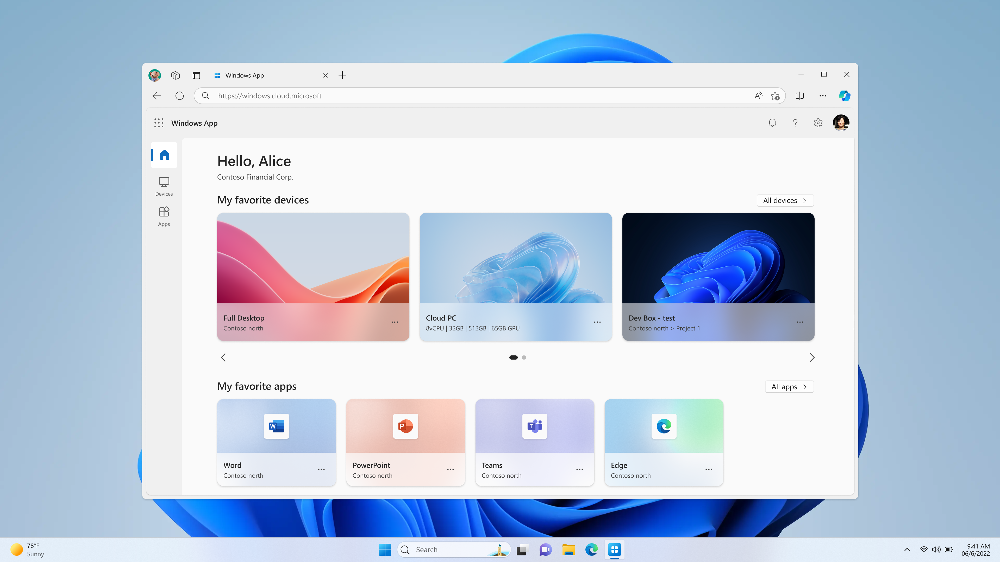 Windows App
https://windows.cloud.microsoft
Windows App
Hello, Alice
Contoso Financial Corp.
Devices
Apps
My favorite devices
All devices
Full Desktop
Contoso north
Cloud PC
8vCPU | 32GB | 512GB | 65GB GPU
Dev Box - test
Contoso north > Project 1
My favorite apps
All apps
Word
Contoso north
PowerPoint
Contoso north
Teams
Contoso north
Edge
Contoso north
78°F
Sunny
Search
9:41 AM
06/6/2022